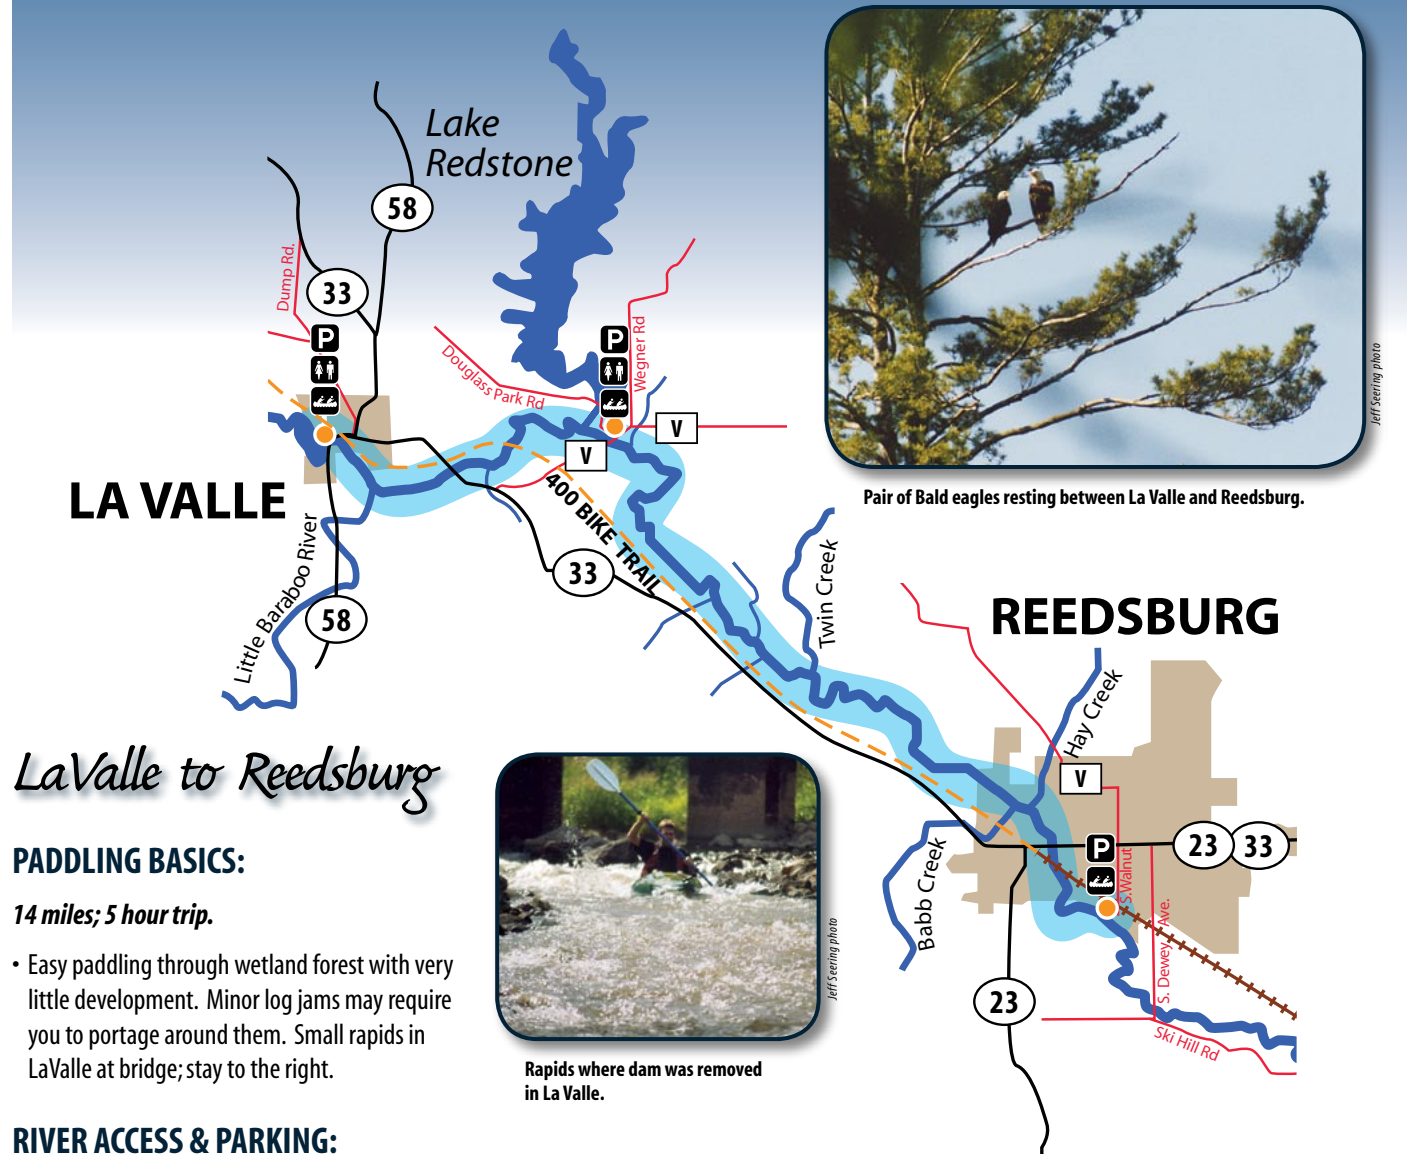 Lake
Redstone
58
33
Dump Rd.
P
P
Wegner Rd
Douglass Park Rd
V
V
LA VALLE
400 BIKE TRAIL
33
58
Little Baraboo River
Jeff Seering photo
Pair of Bald eagles resting between La Valle and Reedsburg.
Twin Creek
REEDSBURG
Hay Creek
V
P
23
33
S.Walnut
Babb Creek
S. Dewey Ave.
23
Ski Hill Rd
LaValle to Reedsburg
PADDLING BASICS:
14 miles; 5 hour trip.
• Easy paddling through wetland forest with very
little development. Minor log jams may require
you to portage around them. Small rapids in
LaValle at bridge; stay to the right.
Jeff Seering photo
Rapids where dam was removed
in La Valle.
RIVER ACCESS & PARKING: